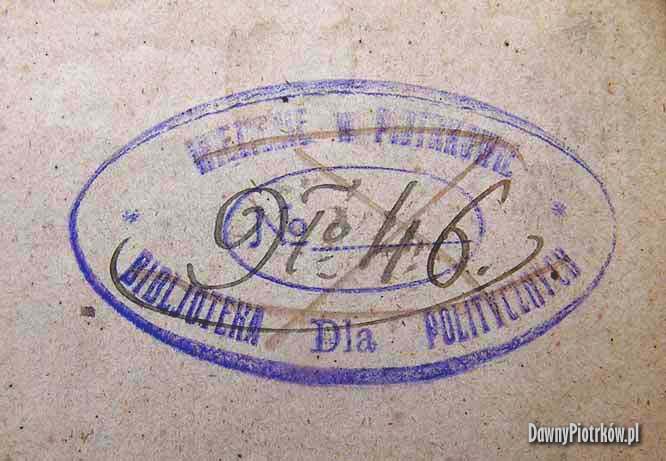 WIĘZIENIE W PIOTRKOWIE.
No 46.
* BIBLJOTEKA Dla POLITYCZNYCH *
DawnyPiotrków.pl